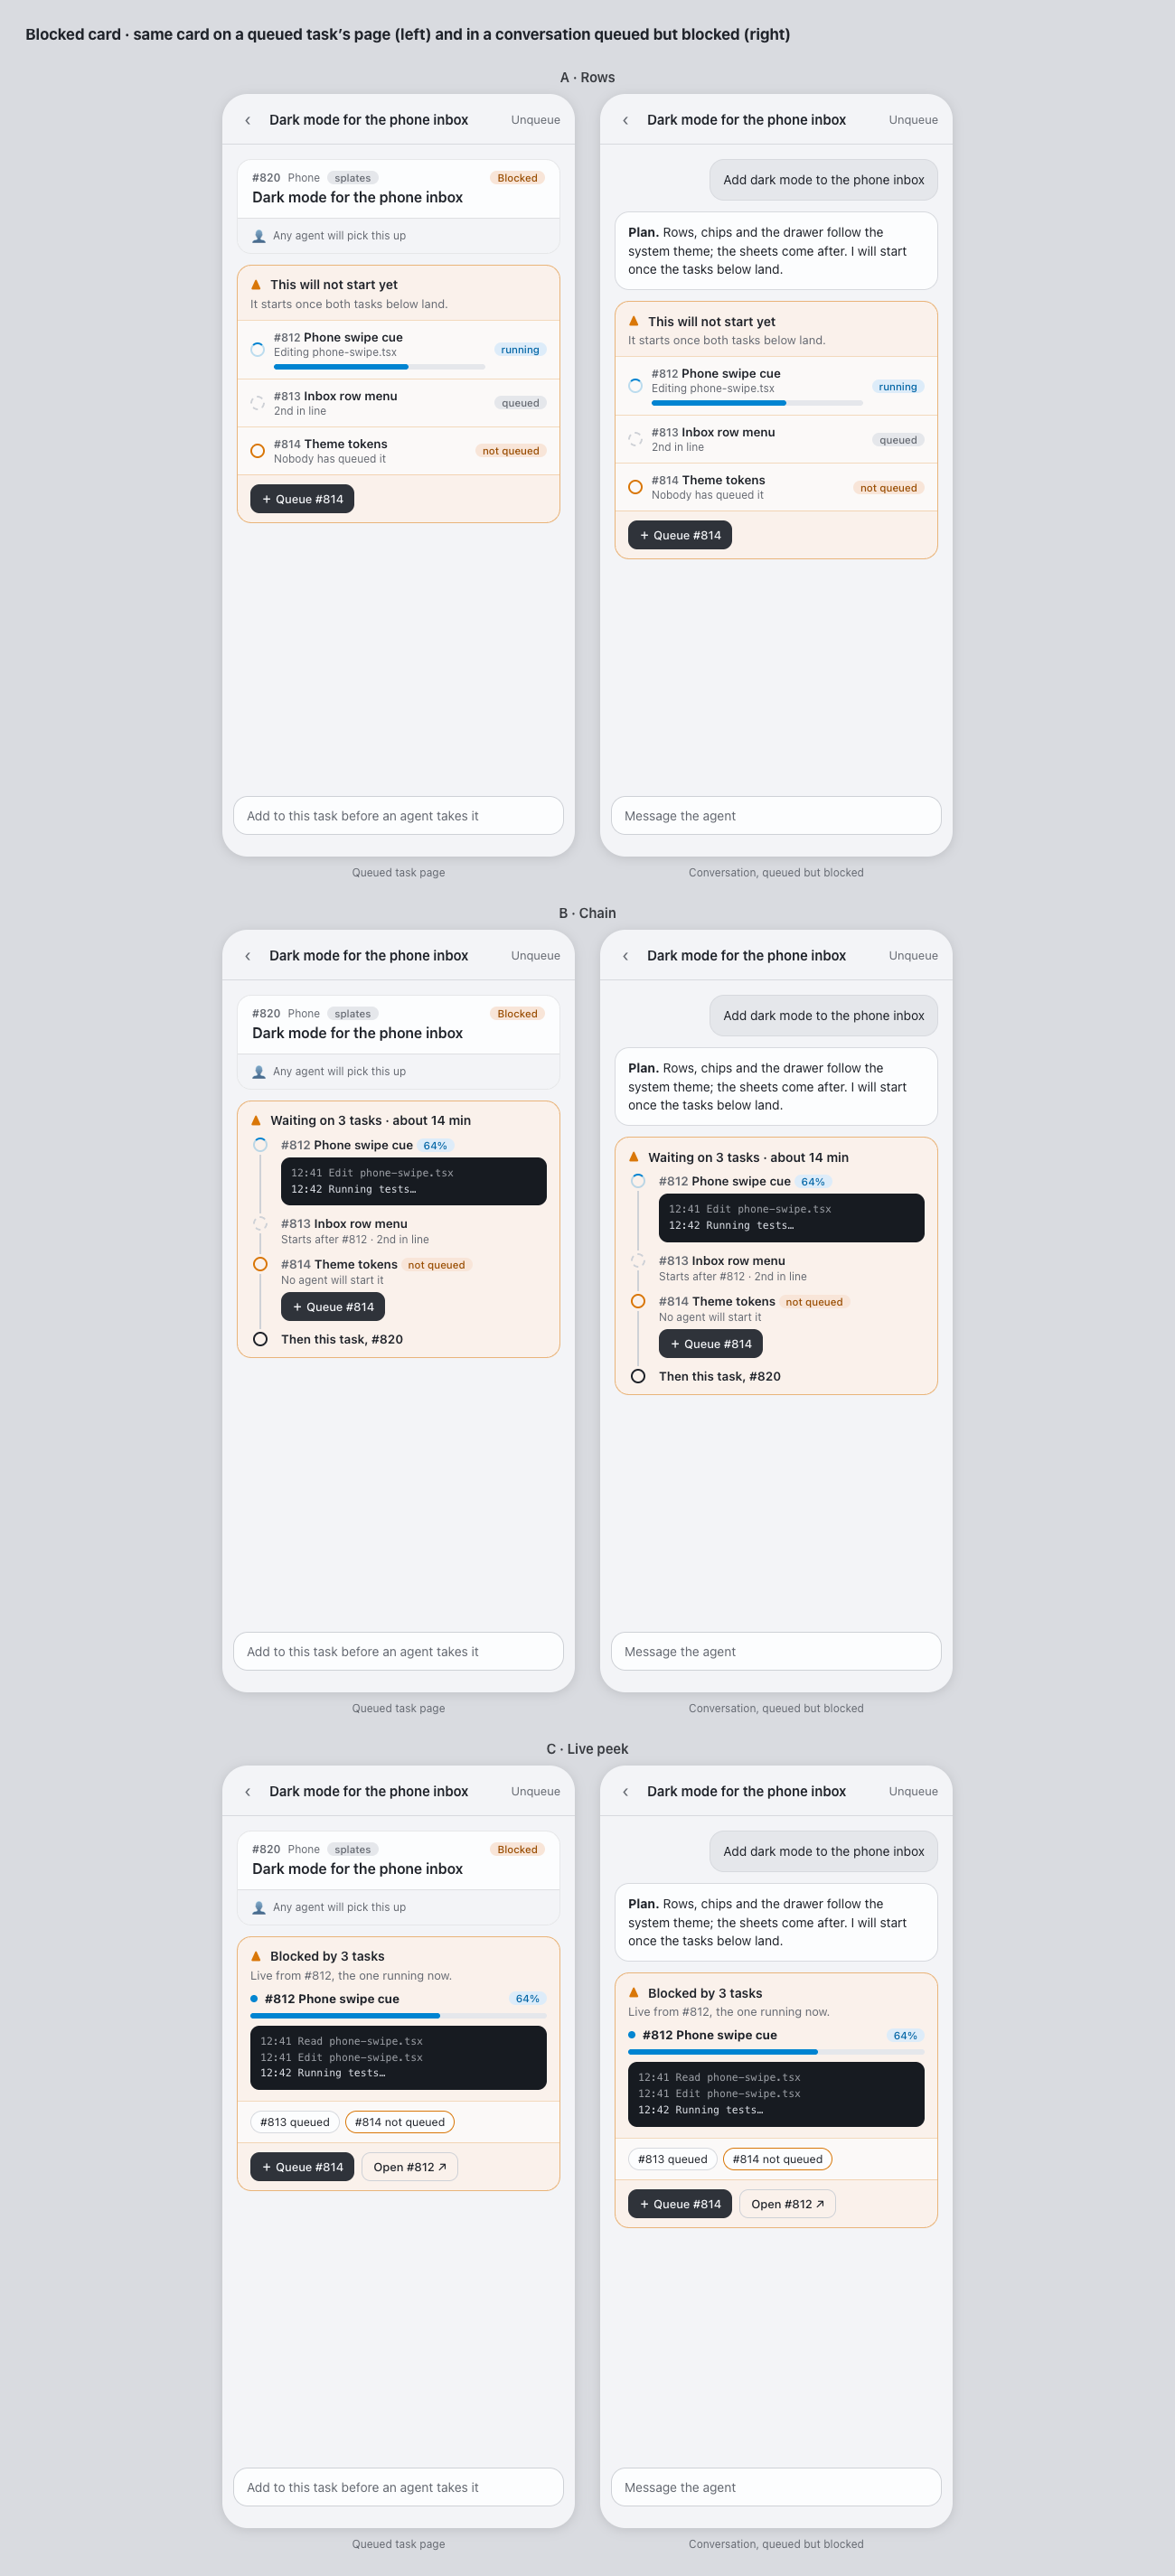 Blocked card · same card on a queued task’s page (left) and in a conversation queued but blocked (right)
A · Rows
‹ Dark mode for the phone inbox Unqueue
#820 Phone splates Blocked
Dark mode for the phone inbox
Any agent will pick this up
This will not start yet
It starts once both tasks below land.
#812 Phone swipe cue
Editing phone-swipe.tsx
running
#813 Inbox row menu
2nd in line
queued
#814 Theme tokens
Nobody has queued it
not queued
+ Queue #814
Add to this task before an agent takes it
Queued task page
‹ Dark mode for the phone inbox Unqueue
Add dark mode to the phone inbox
Plan. Rows, chips and the drawer follow the
system theme; the sheets come after. I will start
once the tasks below land.
This will not start yet
It starts once both tasks below land.
#812 Phone swipe cue
Editing phone-swipe.tsx
running
#813 Inbox row menu
2nd in line
queued
#814 Theme tokens
Nobody has queued it
not queued
+ Queue #814
Message the agent
Conversation, queued but blocked
B · Chain
‹ Dark mode for the phone inbox Unqueue
#820 Phone splates Blocked
Dark mode for the phone inbox
Any agent will pick this up
Waiting on 3 tasks · about 14 min
#812 Phone swipe cue 64%
12:41 Edit phone-swipe.tsx
12:42 Running tests…
#813 Inbox row menu
Starts after #812 · 2nd in line
#814 Theme tokens not queued
No agent will start it
+ Queue #814
Then this task, #820
Add to this task before an agent takes it
Queued task page
‹ Dark mode for the phone inbox Unqueue
Add dark mode to the phone inbox
Plan. Rows, chips and the drawer follow the
system theme; the sheets come after. I will start
once the tasks below land.
Waiting on 3 tasks · about 14 min
#812 Phone swipe cue 64%
12:41 Edit phone-swipe.tsx
12:42 Running tests…
#813 Inbox row menu
Starts after #812 · 2nd in line
#814 Theme tokens not queued
No agent will start it
+ Queue #814
Then this task, #820
Message the agent
Conversation, queued but blocked
C · Live peek
‹ Dark mode for the phone inbox Unqueue
#820 Phone splates Blocked
Dark mode for the phone inbox
Any agent will pick this up
Blocked by 3 tasks
Live from #812, the one running now.
#812 Phone swipe cue 64%
12:41 Read phone-swipe.tsx
12:41 Edit phone-swipe.tsx
12:42 Running tests…
#813 queued #814 not queued
+ Queue #814 Open #812 ↗
Add to this task before an agent takes it
Queued task page
‹ Dark mode for the phone inbox Unqueue
Add dark mode to the phone inbox
Plan. Rows, chips and the drawer follow the
system theme; the sheets come after. I will start
once the tasks below land.
Blocked by 3 tasks
Live from #812, the one running now.
#812 Phone swipe cue 64%
12:41 Read phone-swipe.tsx
12:41 Edit phone-swipe.tsx
12:42 Running tests…
#813 queued #814 not queued
+ Queue #814 Open #812 ↗
Message the agent
Conversation, queued but blocked